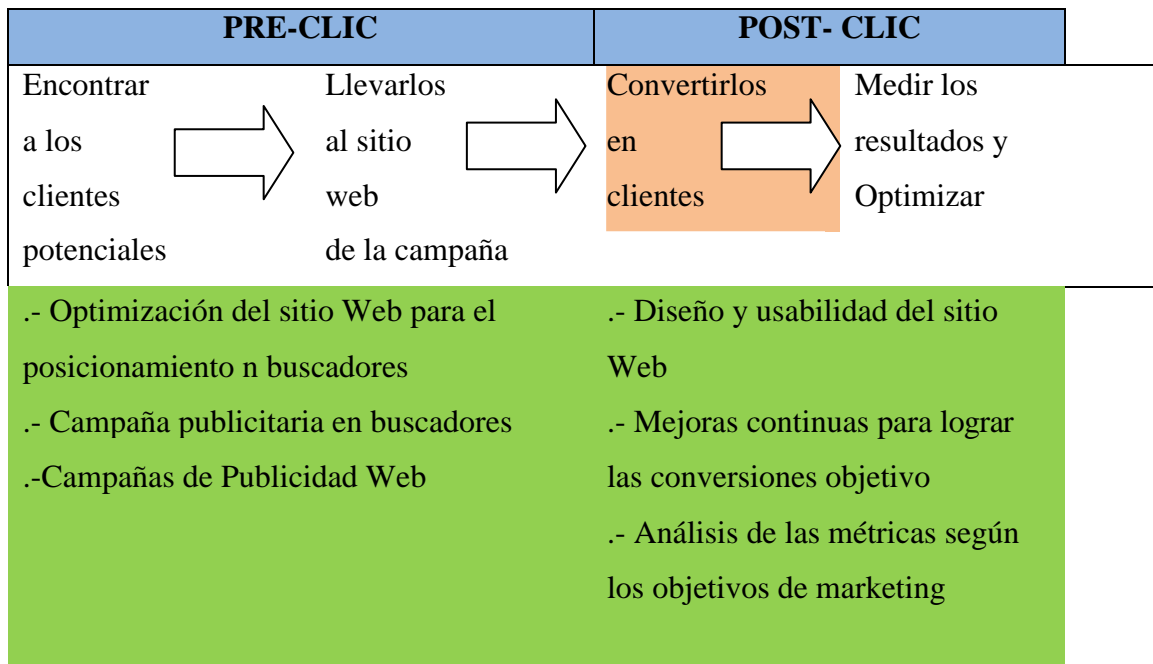 PRE-CLIC
POST- CLIC
Encontrar
a los
clientes
potenciales
Llevarlos
al sitio
web
de la campaña
Convertirlos
en
clientes
Medir los
resultados y
Optimizar
.- Optimización del sitio Web para el
posicionamiento n buscadores
.- Campaña publicitaria en buscadores
.-Campañas de Publicidad Web
.- Diseño y usabilidad del sitio
Web
.- Mejoras continuas para lograr
las conversiones objetivo
.- Análisis de las métricas según
los objetivos de marketing